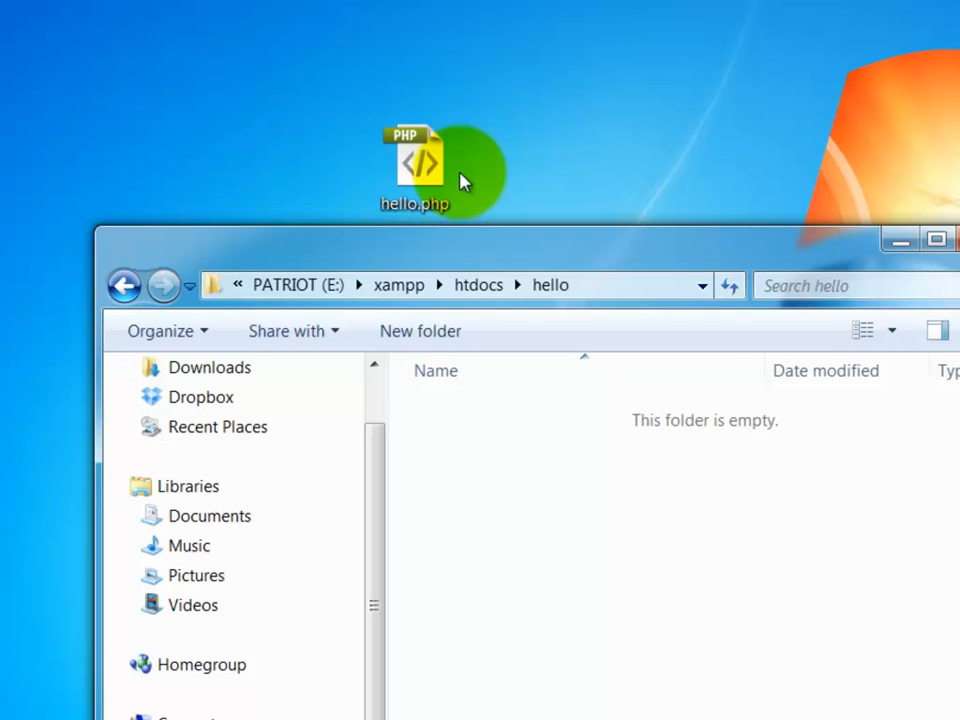 PHP
hello.php
« PATRIOT (E:) xampp htdocs hello
Search hello
Organize Share with New folder
Downloads
Dropbox
Recent Places
Libraries
Documents
Music
Pictures
Videos
Homegroup
Name Date modified
This folder is empty.